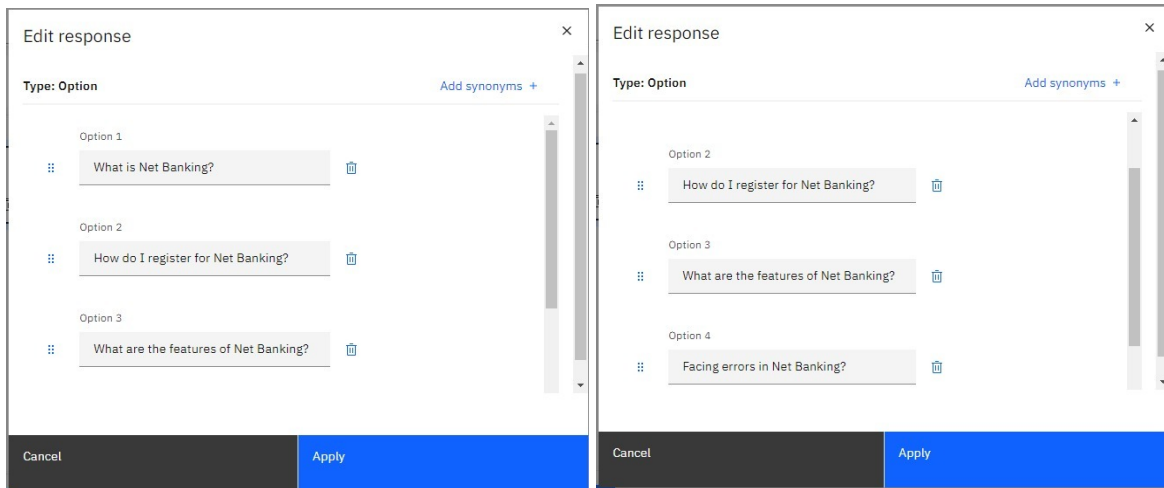 Edit response
Type: Option
Add synonyms +
Option 1
What is Net Banking?
Option 2
How do I register for Net Banking?
Option 3
What are the features of Net Banking?
Cancel
Apply
Edit response
Type: Option
Add synonyms +
Option 2
How do I register for Net Banking?
Option 3
What are the features of Net Banking?
Option 4
Facing errors in Net Banking?
Cancel
Apply